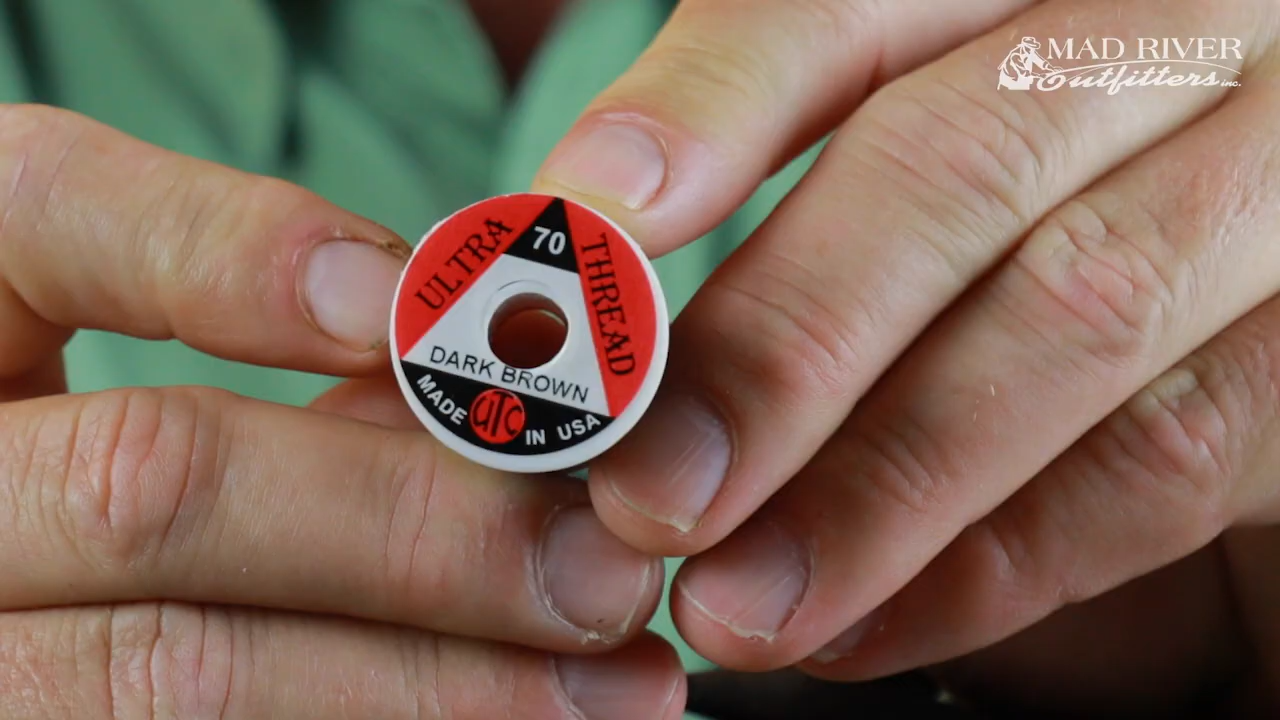 MAD RIVER
Outfitters inc.
70
ULTRA
THREAD
DARK BROWN
MADE UTC IN USA